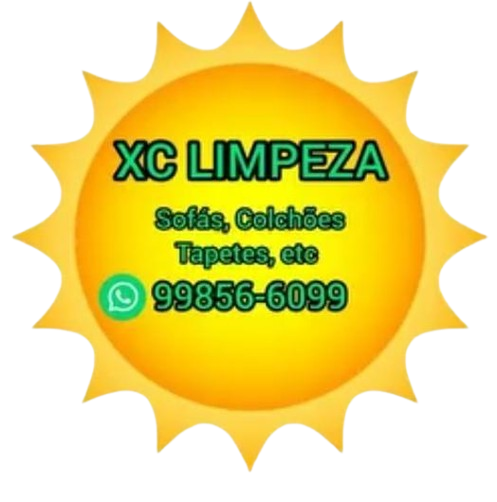 XC LIMPEZA
Sofás, Colchões
Tapetes, etc
99856-6099